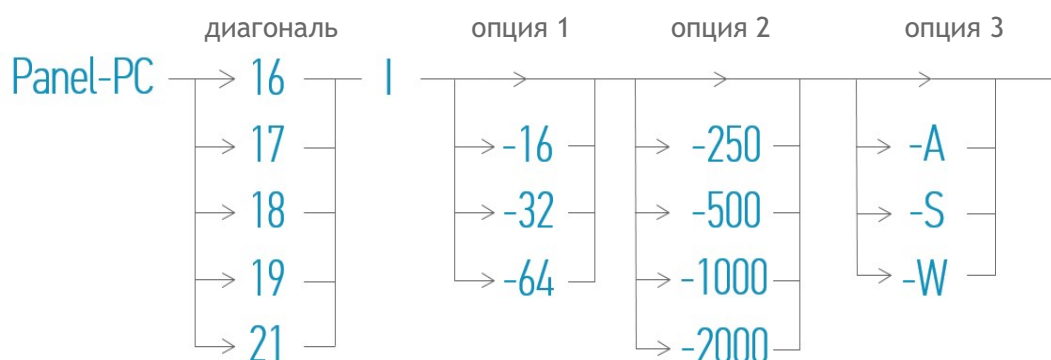 диагональ опция 1 опция 2 опция 3
Panel-PC 16 I
17 -16 -250 -A
18 -32 -500 -S
19 -64 -1000 -W
21 -2000